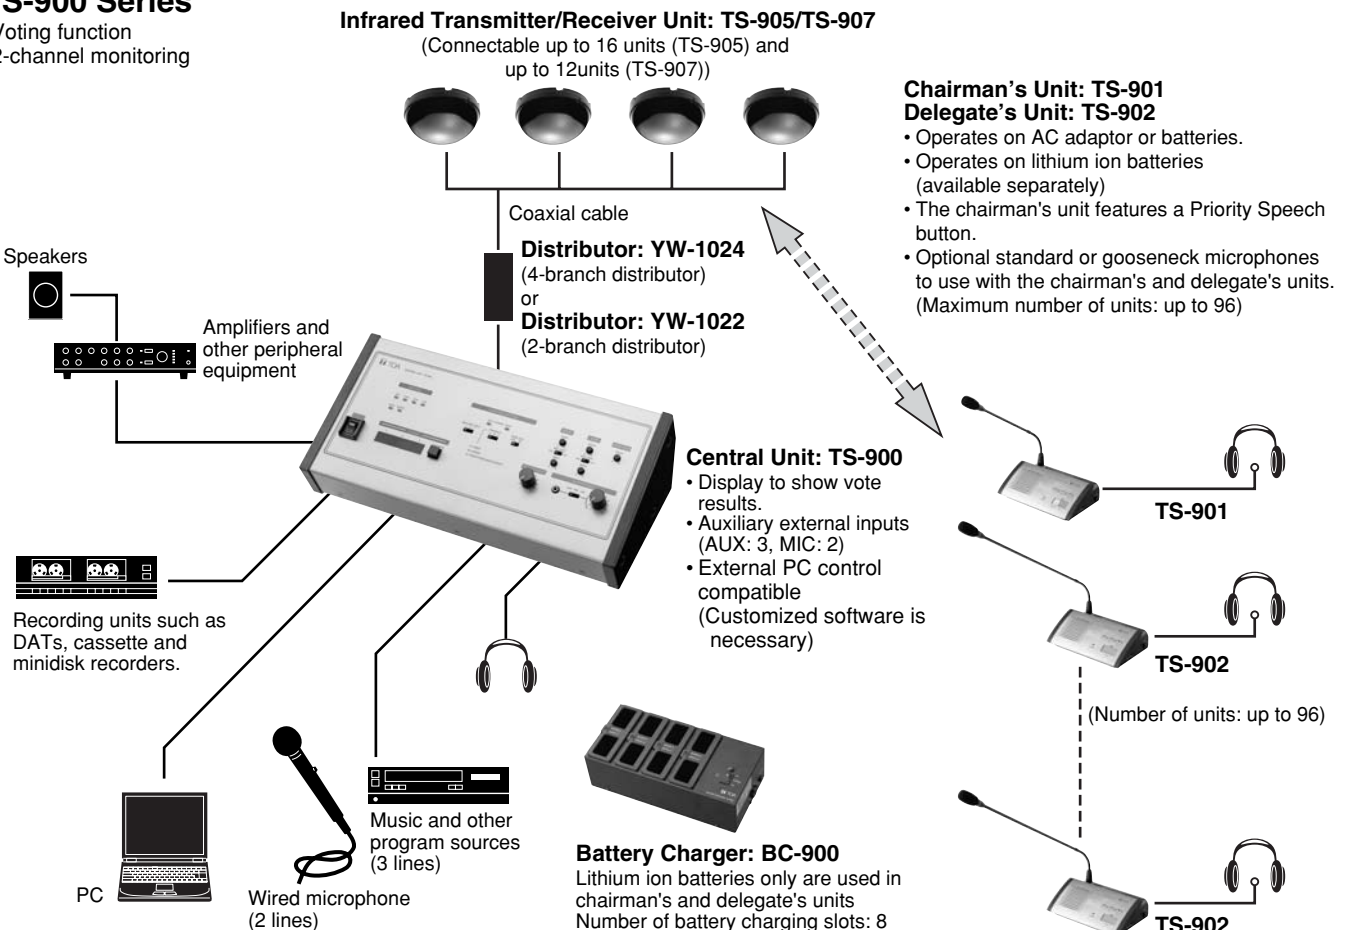 S-900 Series
Voting function
2-channel monitoring
Infrared Transmitter/Receiver Unit: TS-905/TS-907
(Connectable up to 16 units (TS-905) and
up to 12units (TS-907))
Chairman's Unit: TS-901
Delegate's Unit: TS-902
• Operates on AC adaptor or batteries.
• Operates on lithium ion batteries
(available separately)
• The chairman's unit features a Priority Speech
button.
• Optional standard or gooseneck microphones
to use with the chairman's and delegate's units.
(Maximum number of units: up to 96)
Coaxial cable
Distributor: YW-1024
(4-branch distributor)
or
Distributor: YW-1022
(2-branch distributor)
Speakers
Amplifiers and
other peripheral
equipment
TOA
Central Unit: TS-900
• Display to show vote
results.
• Auxiliary external inputs
(AUX: 3, MIC: 2)
• External PC control
compatible
(Customized software is
necessary)
TS-901
TS-902
(Number of units: up to 96)
TS-902
Recording units such as
DATs, cassette and
minidisk recorders.
PC
Wired microphone
(2 lines)
Music and other
program sources
(3 lines)
Battery Charger: BC-900
Lithium ion batteries only are used in
chairman's and delegate's units
Number of battery charging slots: 8